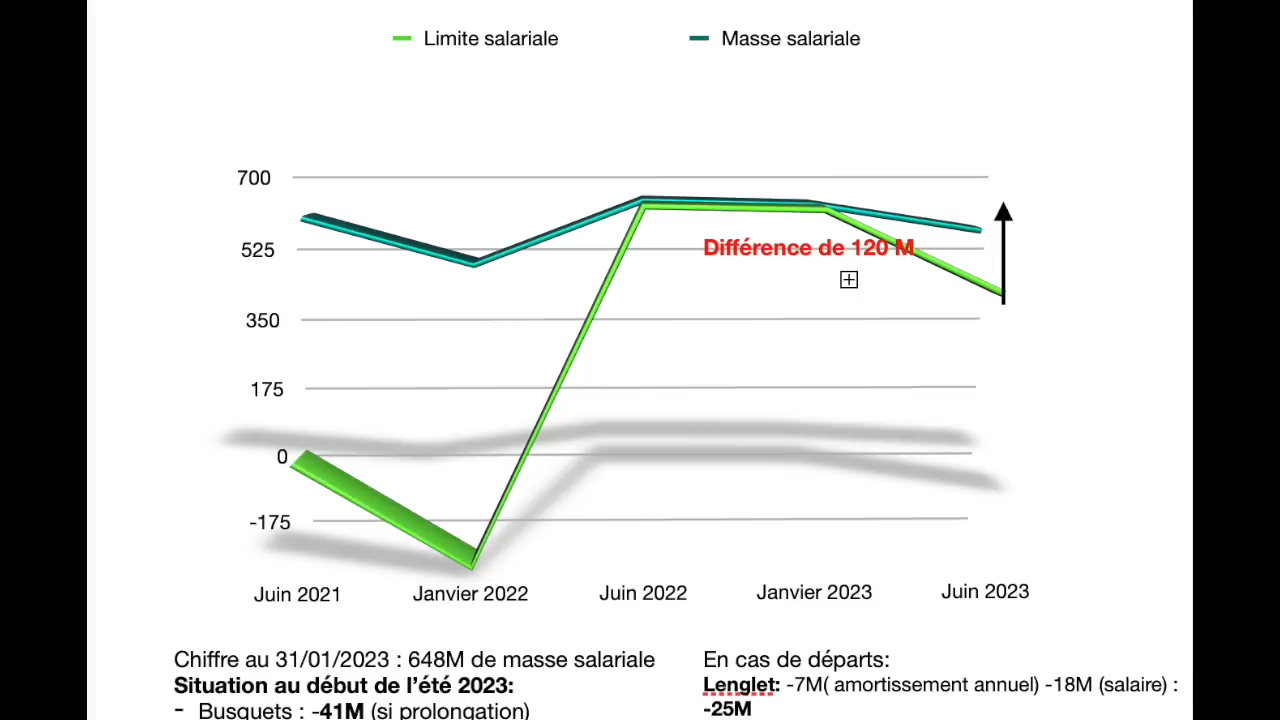 Limite salariale Masse salariale
700
525
Différence de 120 M
350
175
0
-175
Juin 2021 Janvier 2022 Juin 2022 Janvier 2023 Juin 2023
Chiffre au 31/01/2023 : 648M de masse salariale
Situation au début de l’été 2023:
- Busquets : -41M (si prolongation)
En cas de départs:
Lenglet: -7M( amortissement annuel) -18M (salaire) :
-25M